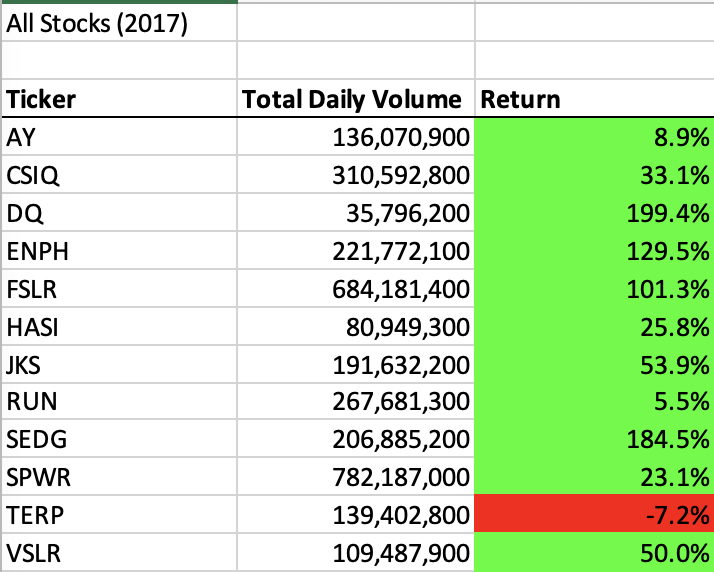 All Stocks (2017)
Ticker Total Daily Volume Return
AY 136,070,900 8.9%
CSIQ 310,592,800 33.1%
DQ 35,796,200 199.4%
ENPH 221,772,100 129.5%
FSLR 684,181,400 101.3%
HASI 80,949,300 25.8%
JKS 191,632,200 53.9%
RUN 267,681,300 5.5%
SEDG 206,885,200 184.5%
SPWR 782,187,000 23.1%
TERP 139,402,800 -7.2%
VSLR 109,487,900 50.0%